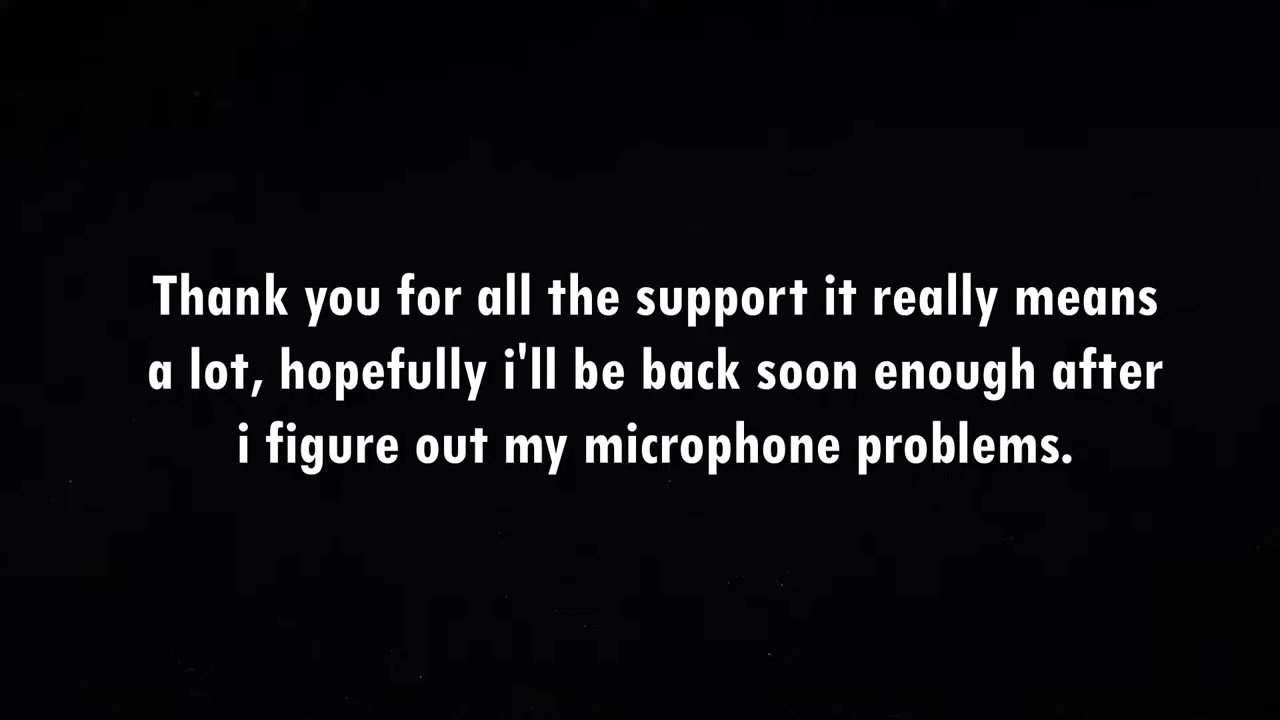 Thank you for all the support it really means
a lot, hopefully i'll be back soon enough after
i figure out my microphone problems.